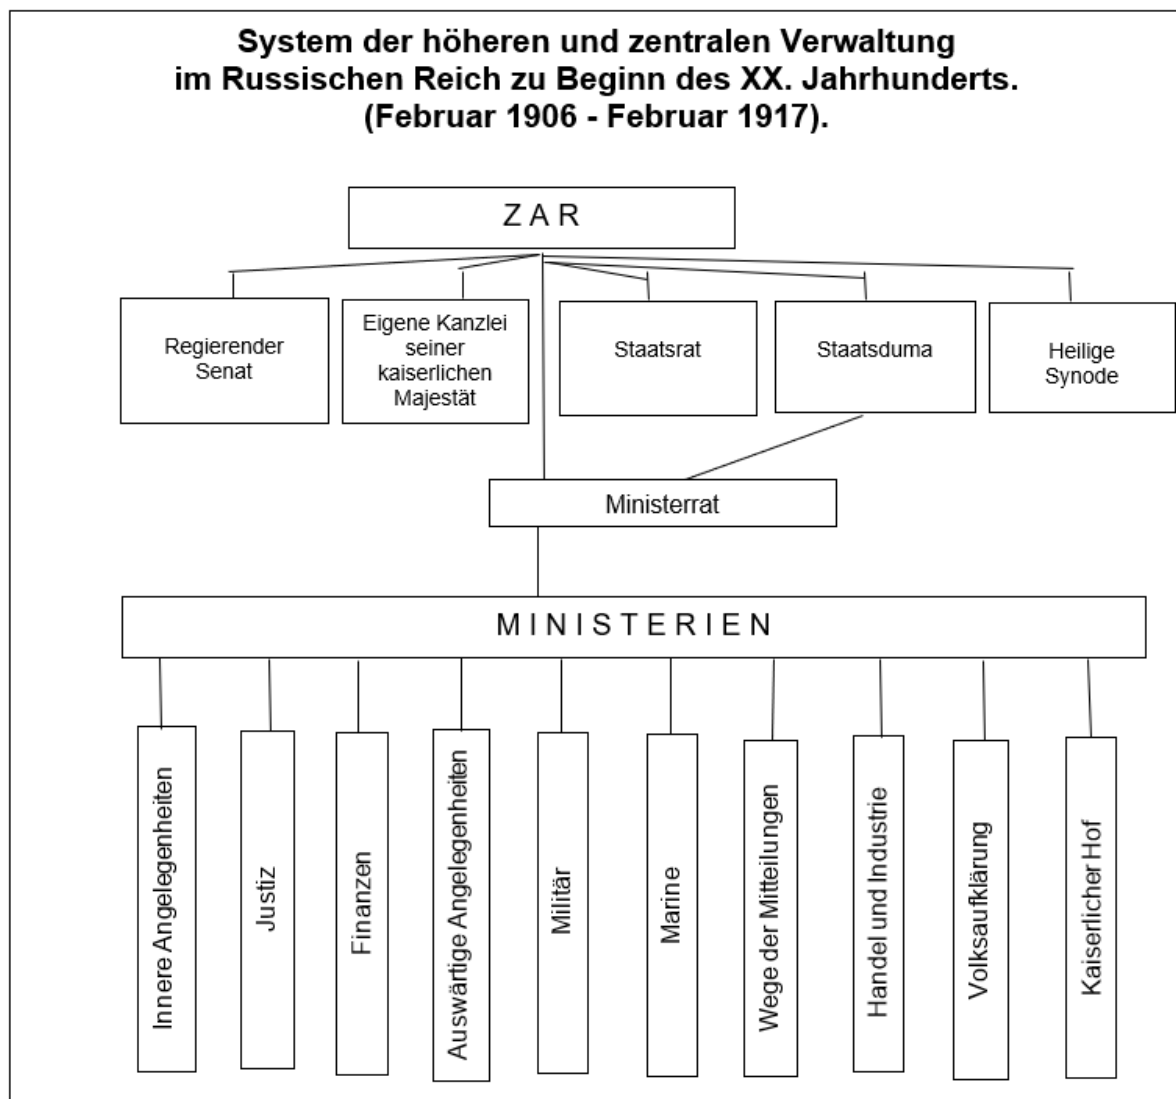 System der höheren und zentralen Verwaltung
im Russischen Reich zu Beginn des XX. Jahrhunderts.
(Februar 1906 - Februar 1917).
Z A R
Regierender
Senat
Eigene Kanzlei
seiner
kaiserlichen
Majestät
Staatsrat
Staatsduma
Heilige
Synode
Ministerrat
M I N I S T E R I E N
Innere Angelegenheiten
Justiz
Finanzen
Auswärtige Angelegenheiten
Militär
Marine
Wege der Mitteilungen
Handel und Industrie
Volksaufklärung
Kaiserlicher Hof